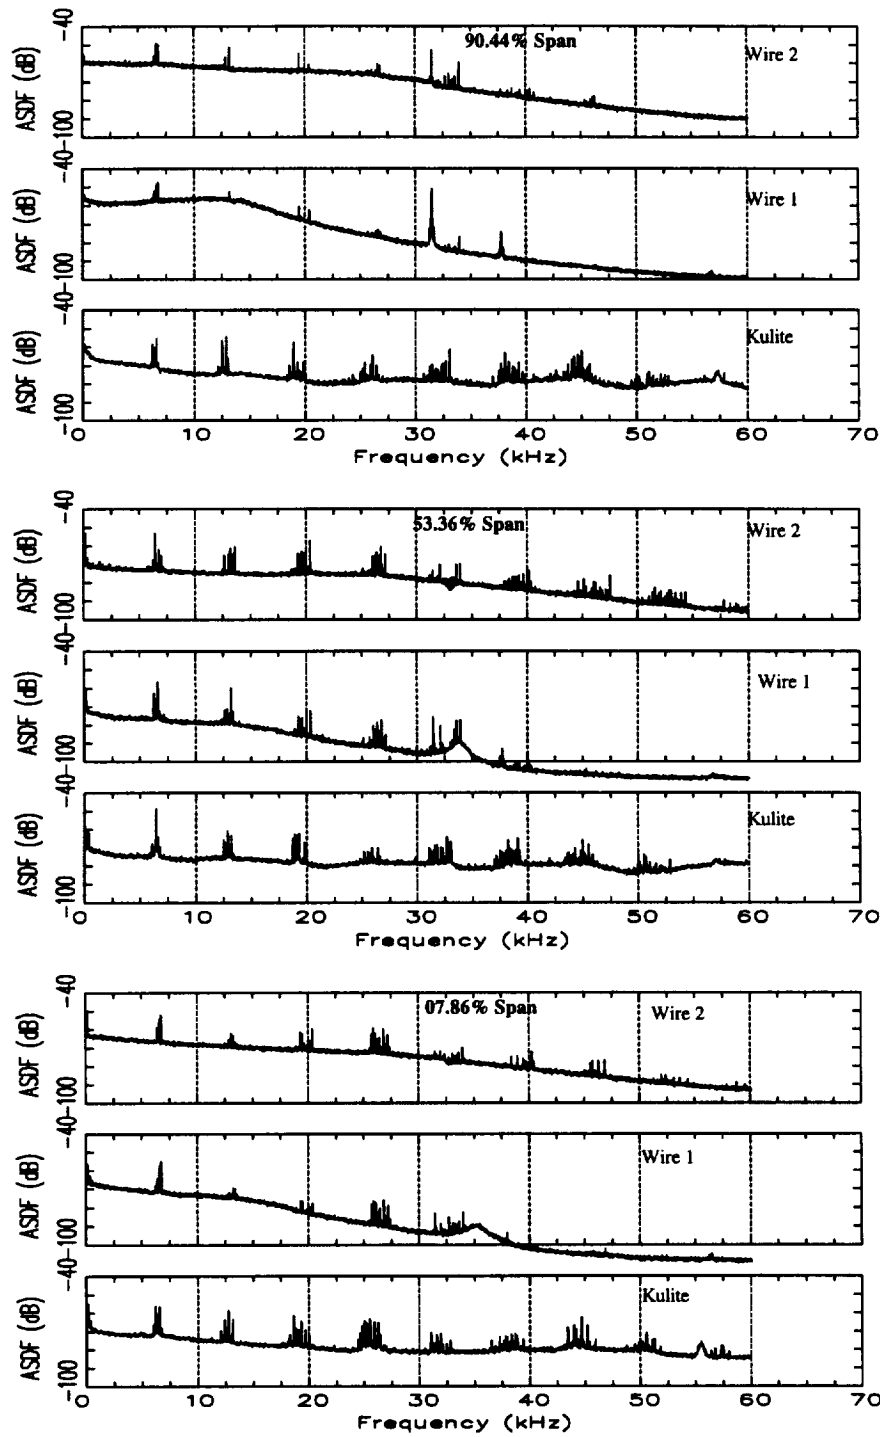 -40
ASDF (dB)
-100
90.44% Span
Wire 2
-40
ASDF (dB)
-100
Wire 1
-40
ASDF (dB)
-100
Kulite
0 10 20 30 40 50 60 70
Frequency (kHz)
-40
ASDF (dB)
-100
53.36% Span
Wire 2
-40
ASDF (dB)
-100
Wire 1
-40
ASDF (dB)
-100
Kulite
0 10 20 30 40 50 60 70
Frequency (kHz)
-40
ASDF (dB)
-100
07.86% Span
Wire 2
-40
ASDF (dB)
-100
Wire 1
-40
ASDF (dB)
-100
Kulite
0 10 20 30 40 50 60 70
Frequency (kHz)